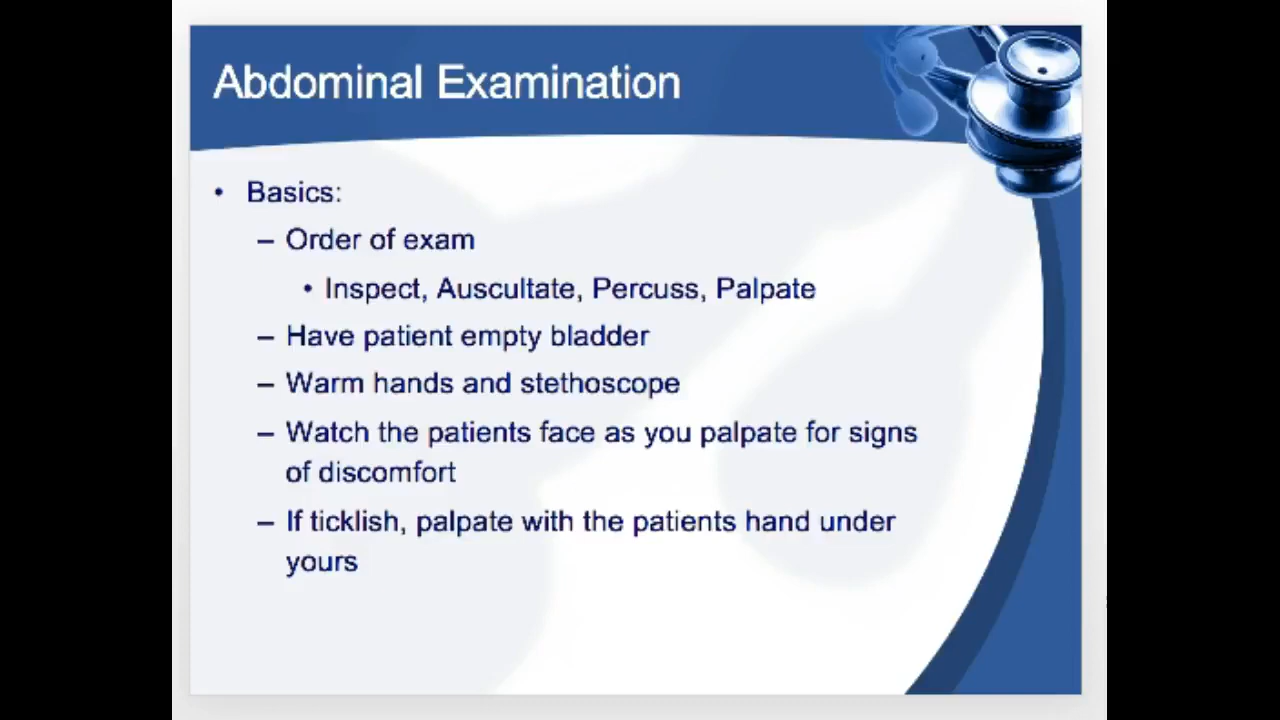 Abdominal Examination
• Basics:
– Order of exam
• Inspect, Auscultate, Percuss, Palpate
– Have patient empty bladder
– Warm hands and stethoscope
– Watch the patients face as you palpate for signs
of discomfort
– If ticklish, palpate with the patients hand under
yours